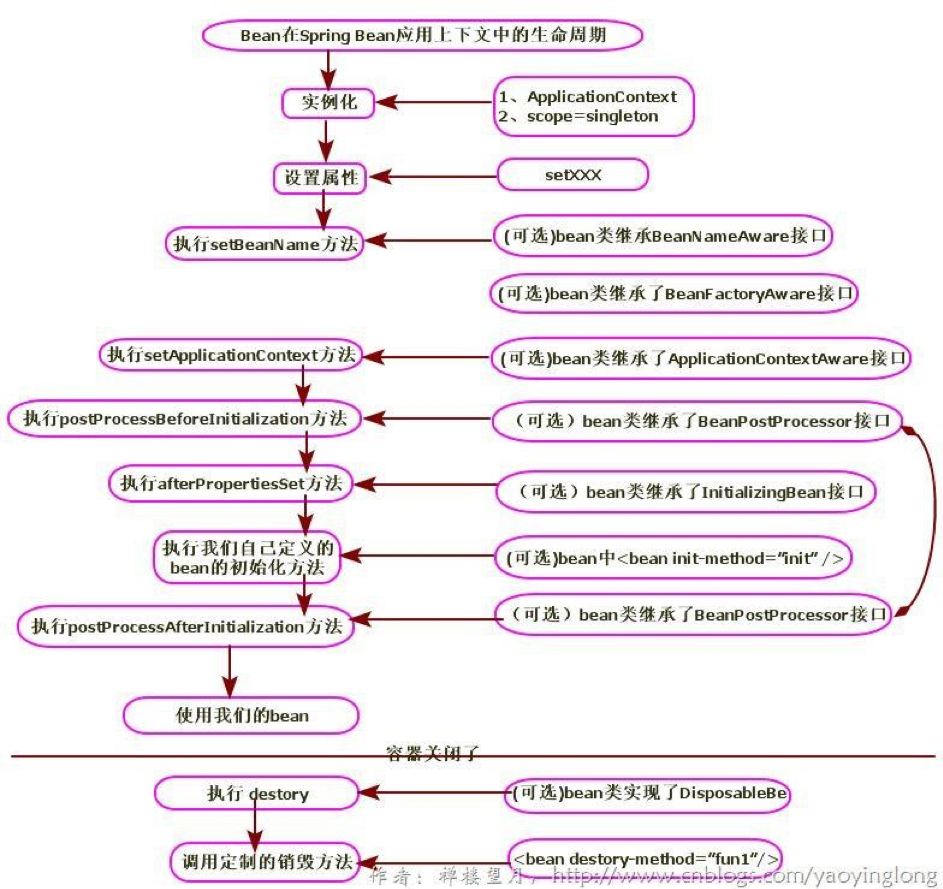 Bean在Spring Bean应用上下文中的生命周期
实例化
1、ApplicationContext
2、scope=singleton
设置属性
setXXX
执行setBeanName方法
(可选)bean类继承BeanNameAware接口
(可选)bean类继承了BeanFactoryAware接口
执行setApplicationContext方法
(可选)bean类继承了ApplicationContextAware接口
执行postProcessBeforeInitialization方法
（可选）bean类继承了BeanPostProcessor接口
执行afterPropertiesSet方法
（可选）bean类继承了InitializingBean接口
执行我们自己定义的
bean的初始化方法
(可选)bean中<bean init-method="init" />
执行postProcessAfterInitialization方法
（可选）bean类继承了BeanPostProcessor接口
使用我们的bean
容器关闭了
执行 destory
(可选)bean类实现了DisposableBe
调用定制的销毁方法
<bean destory-method="fun1"/>
作者：禅楼望月，http://www.cnblogs.com/yaoyinglong